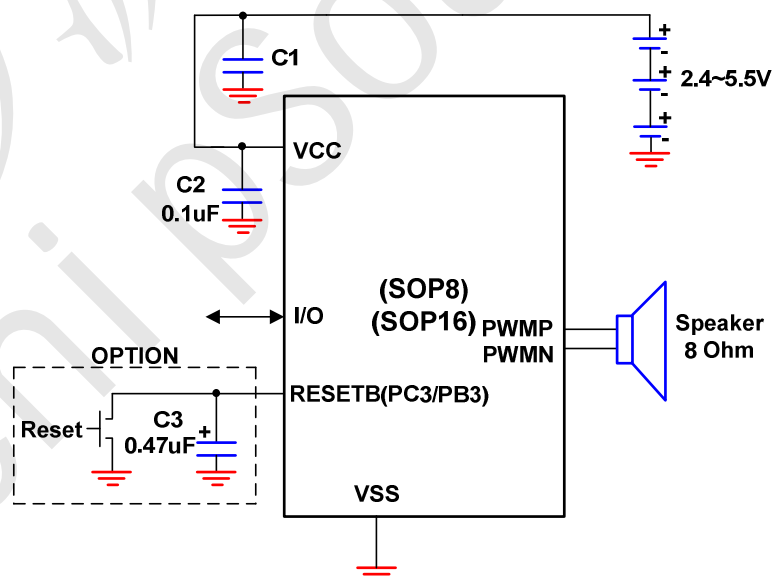 C1
+
-
+
-
+
-
2.4~5.5V
VCC
C2
0.1uF
(SOP8)
(SOP16)
I/O
PWMP
PWMN
Speaker
8 Ohm
OPTION
RESETB(PC3/PB3)
Reset
C3
0.47uF
+
VSS